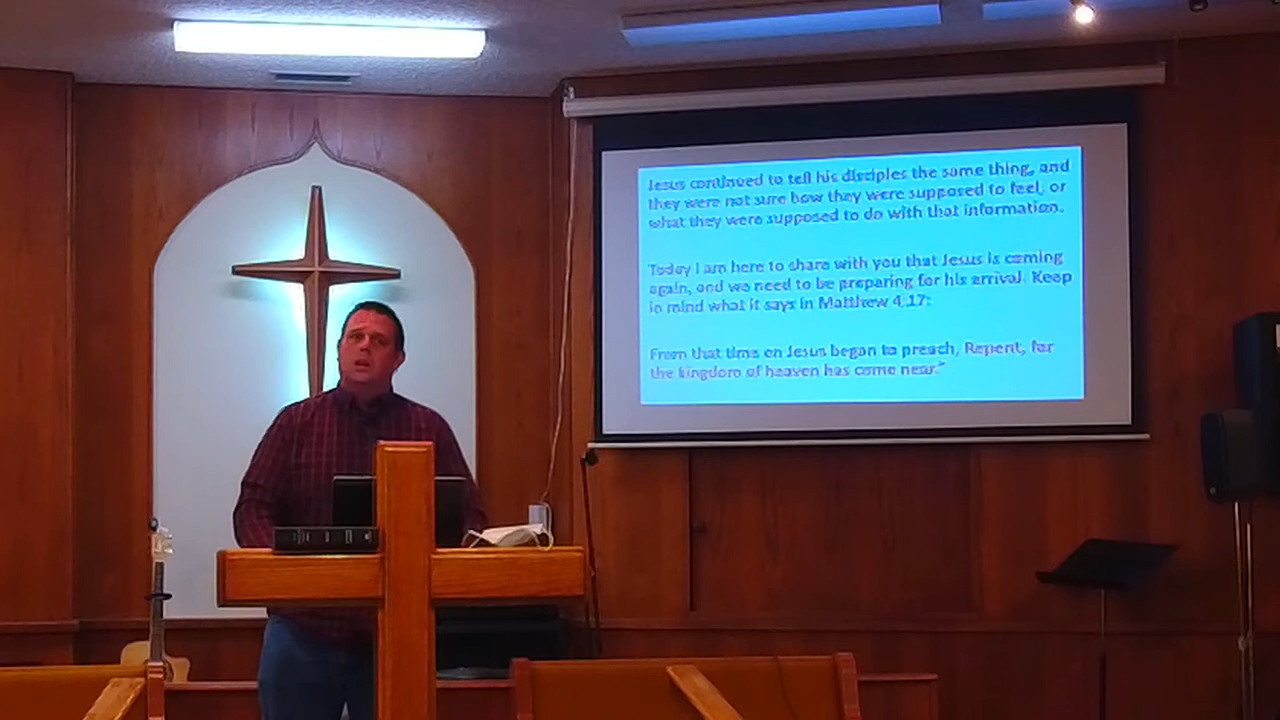 Jesus continued to tell his disciples the same thing, and
they were not sure how they were supposed to feel, or
what they were supposed to do with that information.
Today I am here to share with you that Jesus is coming
again, and we need to be preparing for his arrival. Keep
in mind what it says in Matthew 4:17:
From that time on Jesus began to preach, Repent, for
the kingdom of heaven has come near."